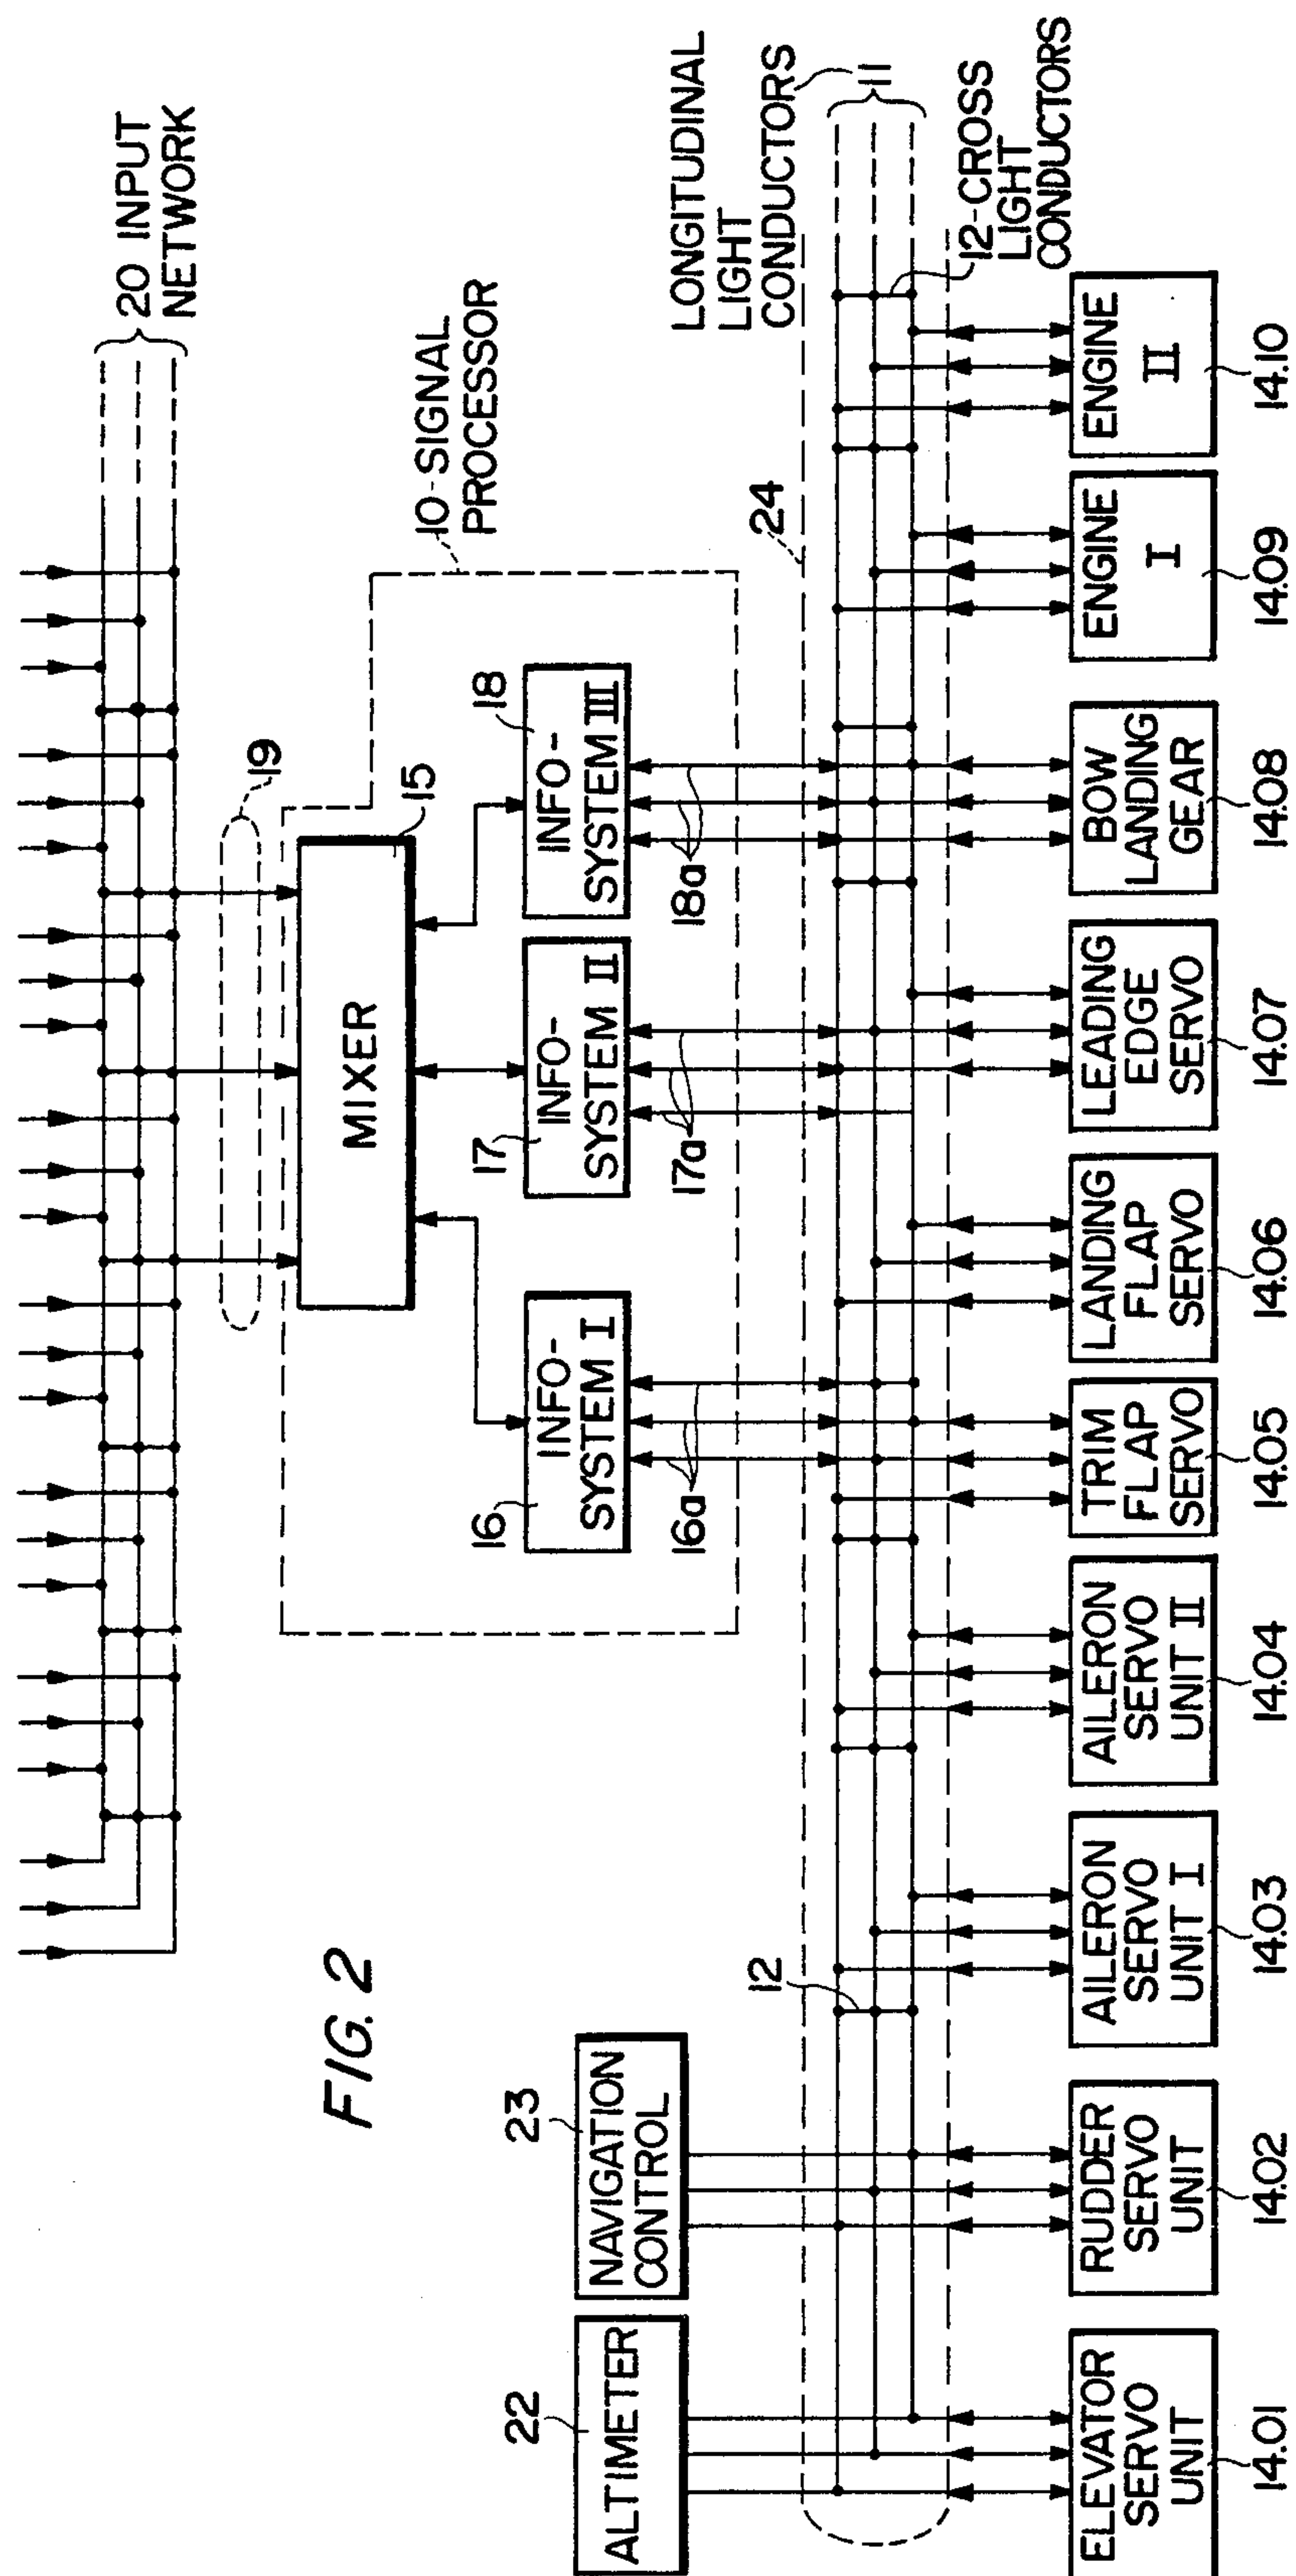 20 INPUT
NETWORK
19
10-SIGNAL
PROCESSOR
15
MIXER
16
INFO-
SYSTEM I
17
INFO-
SYSTEM II
18
INFO-
SYSTEM III
16a
17a
18a
FIG. 2
22
ALTIMETER
23
NAVIGATION
CONTROL
24
LONGITUDINAL
LIGHT
CONDUCTORS
11
12
12-CROSS
LIGHT
CONDUCTORS
ELEVATOR
SERVO
UNIT
14.01
RUDDER
SERVO
UNIT
14.02
AILERON
SERVO
UNIT I
14.03
AILERON
SERVO
UNIT II
14.04
TRIM
FLAP
SERVO
14.05
LANDING
FLAP
SERVO
14.06
LEADING
EDGE
SERVO
14.07
BOW
LANDING
GEAR
14.08
ENGINE
I
14.09
ENGINE
II
14.10